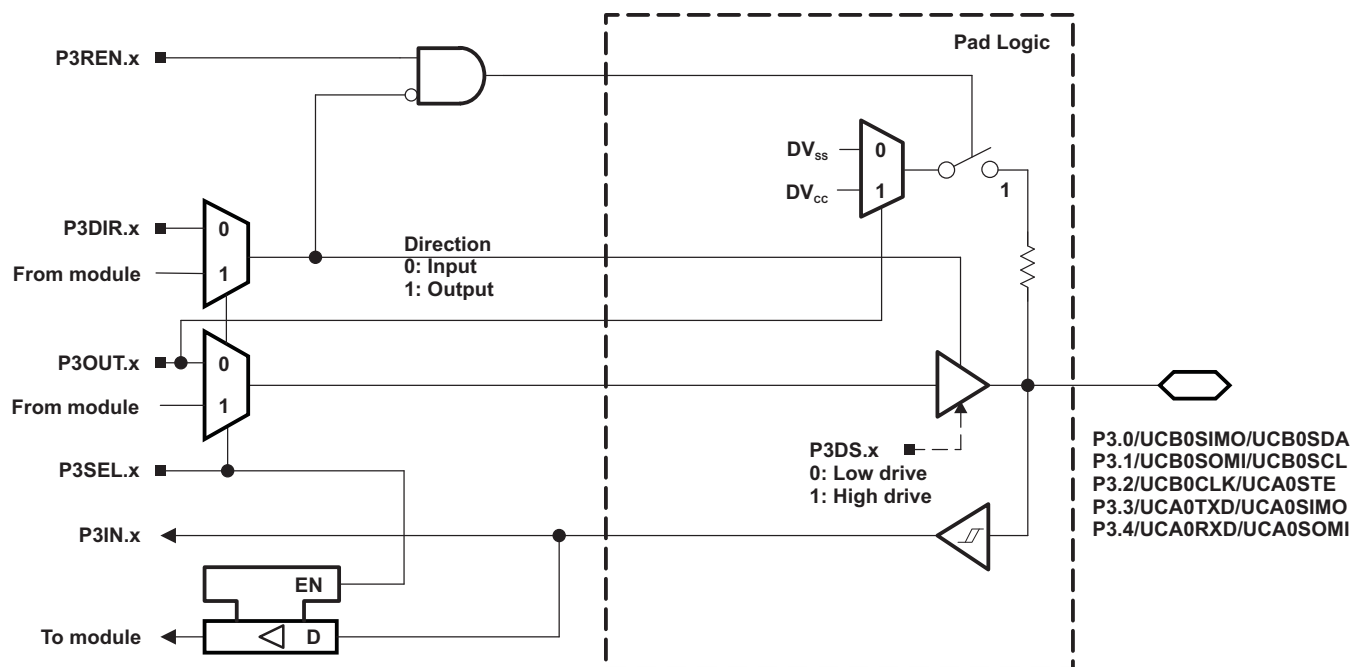 Pad Logic
P3REN.x
DVss
0
DVcc
1
1
P3DIR.x
0
From module
1
Direction
0: Input
1: Output
P3OUT.x
0
From module
1
P3SEL.x
P3DS.x
0: Low drive
1: High drive
P3.0/UCB0SIMO/UCB0SDA
P3.1/UCB0SOMI/UCB0SCL
P3.2/UCB0CLK/UCA0STE
P3.3/UCA0TXD/UCA0SIMO
P3.4/UCA0RXD/UCA0SOMI
P3IN.x
EN
To module
D